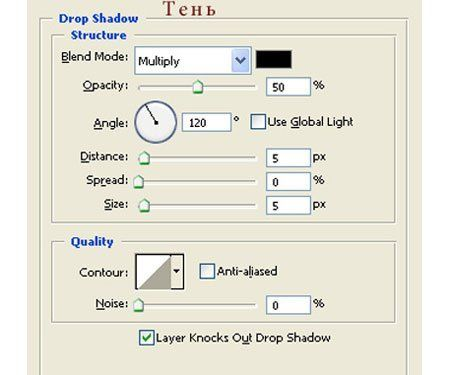 Тень
Drop Shadow
Structure
Blend Mode: Multiply
Opacity: 50 %
Angle: 120 ° Use Global Light
Distance: 5 px
Spread: 0 %
Size: 5 px
Quality
Contour: Anti-aliased
Noise: 0 %
Layer Knocks Out Drop Shadow